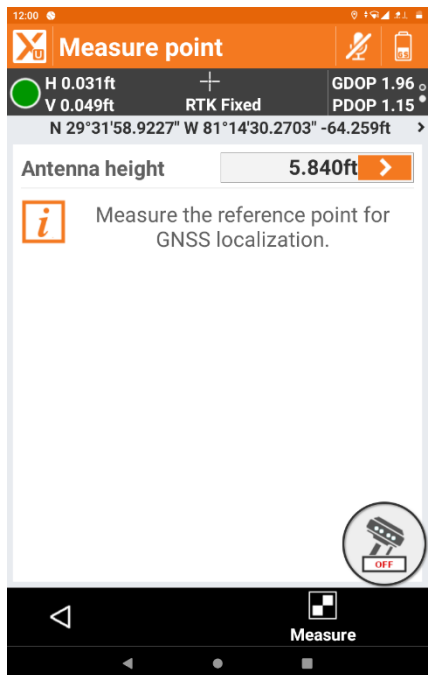 12:00
XU Measure point
GS
H 0.031ft
V 0.049ft
RTK Fixed
GDOP 1.96
PDOP 1.15
N 29°31'58.9227" W 81°14'30.2703" -64.259ft
Antenna height 5.840ft
i
Measure the reference point for
GNSS localization.
OFF
Measure